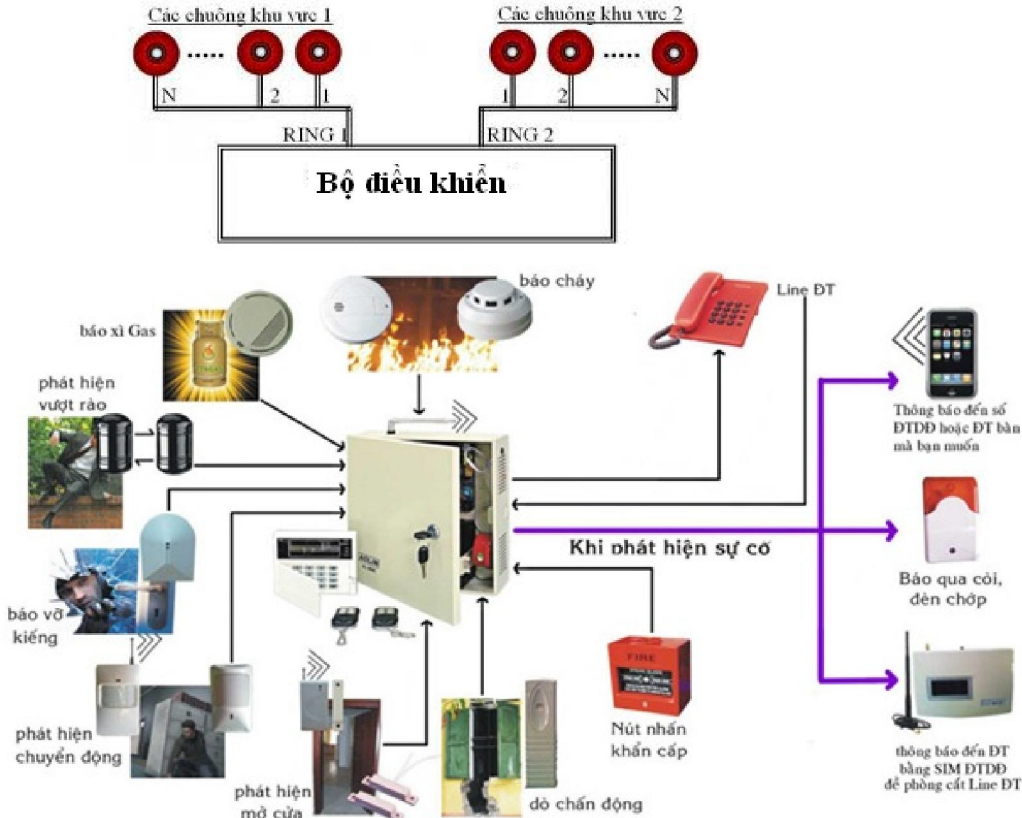 Các chuông khu vực 1
Các chuông khu vực 2
N
2
1
1
2
N
RING 1
RING 2
Bộ điều khiển
báo cháy
Line ĐT
báo xì Gas
phát hiện
vượt rào
Thông báo đến số
ĐTDĐ hoặc ĐT bàn
mà bạn muốn
Khi phát hiện sự cố
Báo qua còi,
đèn chớp
báo vỡ
kiếng
FIRE
phát hiện
chuyển động
Nút nhấn
khẩn cấp
phát hiện
mở cửa
dò chấn động
thông báo đến ĐT
bằng SIM ĐTDĐ
đề phòng cắt Line ĐT